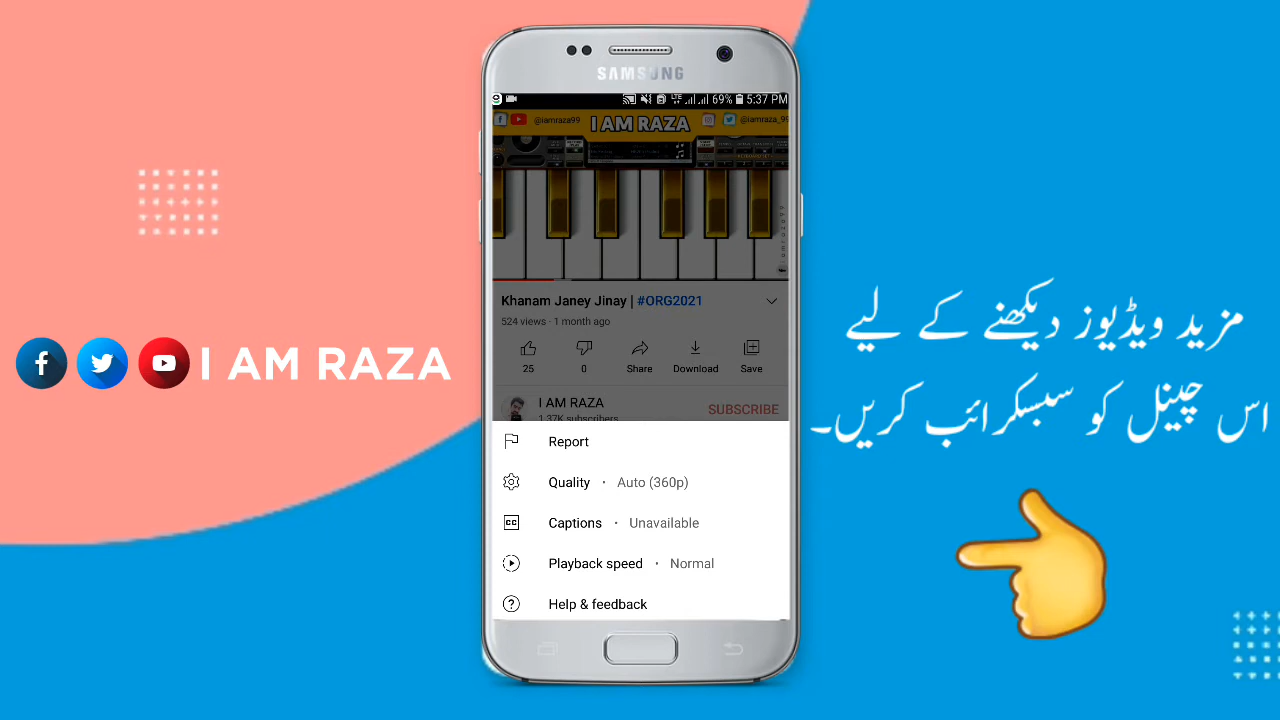 SAMSUNG
LTE 69% 5:37 PM
@iamraza99 I AM RAZA @iamraza_99
Khanam Janey Jinay | #ORG2021
524 views · 1 month ago
25 0 Share Download Save
I AM RAZA
1.37K subscribers
SUBSCRIBE
Report
Quality · Auto (360p)
CC Captions · Unavailable
Playback speed · Normal
Help & feedback
I AM RAZA
مزید ویڈیوز دیکھنے کے لیے
اس چینل کو سبسکرائب کریں۔